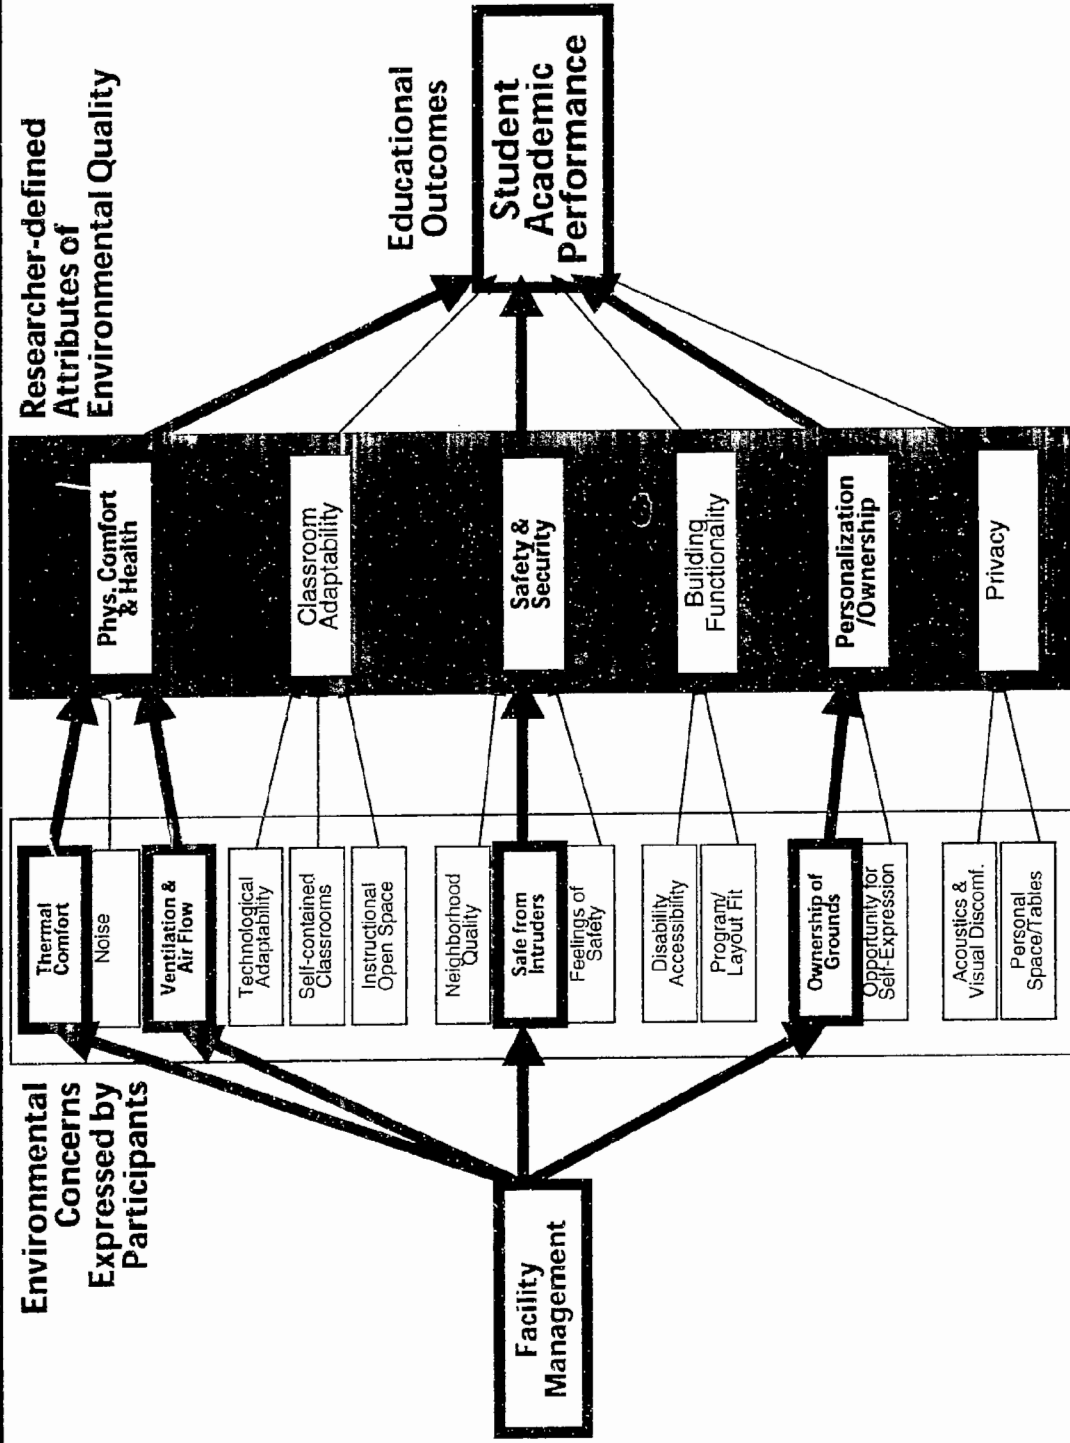 Environmental
Concerns
Expressed by
Participants
Researcher-defined
Attributes of
Environmental Quality
Educational
Outcomes
Facility
Management
Thermal
Comfort
Noise
Ventilation &
Air Flow
Technological
Adaptability
Self-contained
Classrooms
Instructional
Open Space
Neighborhood
Quality
Safe from
Intruders
Feelings of
Safety
Disability
Accessibility
Program/
Layout Fit
Ownership of
Grounds
Opportunity for
Self-Expression
Acoustics &
Visual Discomf.
Personal
Space/Tables
Phys. Comfort
& Health
Classroom
Adaptability
Safety &
Security
Building
Functionality
Personalization
/Ownership
Privacy
Student
Academic
Performance